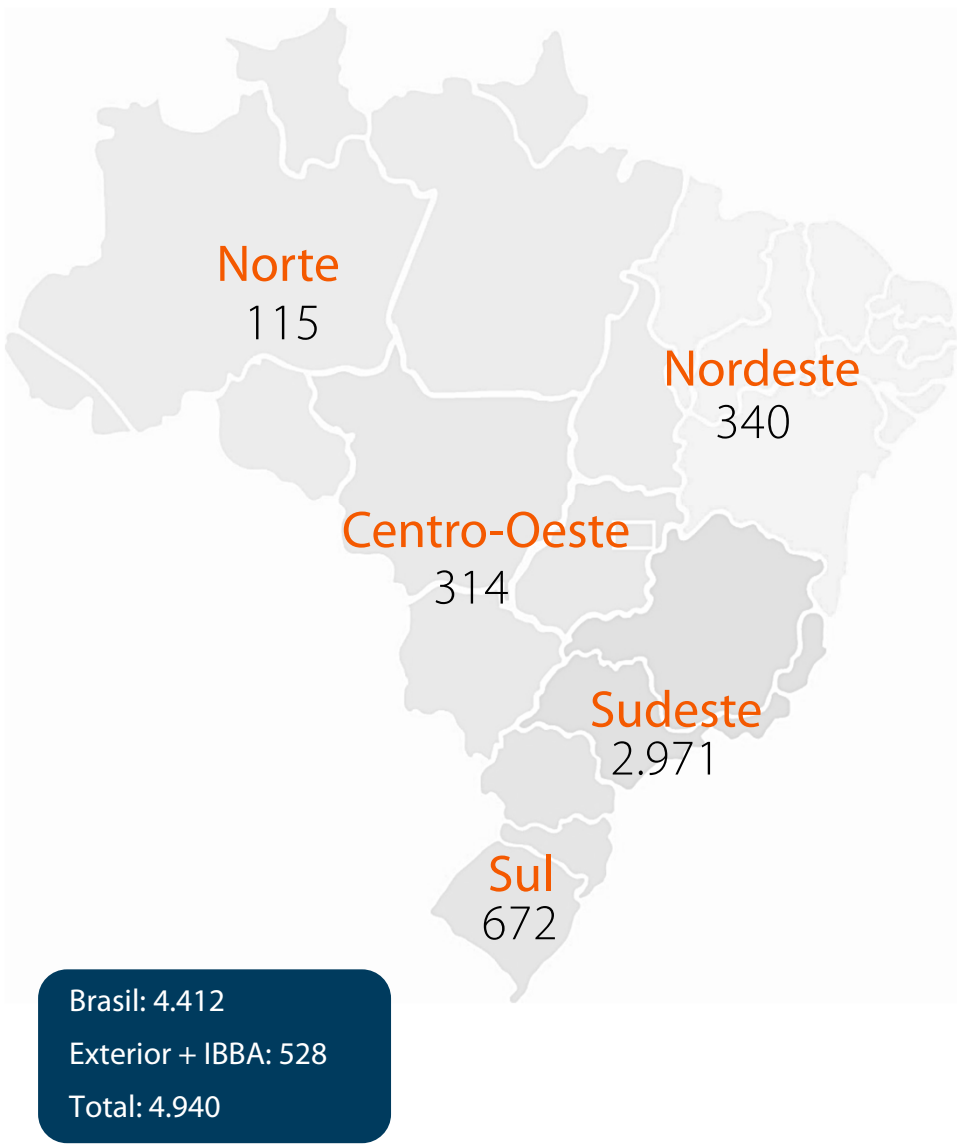 Norte
115
Nordeste
340
Centro-Oeste
314
Sudeste
2.971
Sul
672
Brasil: 4.412
Exterior + IBBA: 528
Total: 4.940